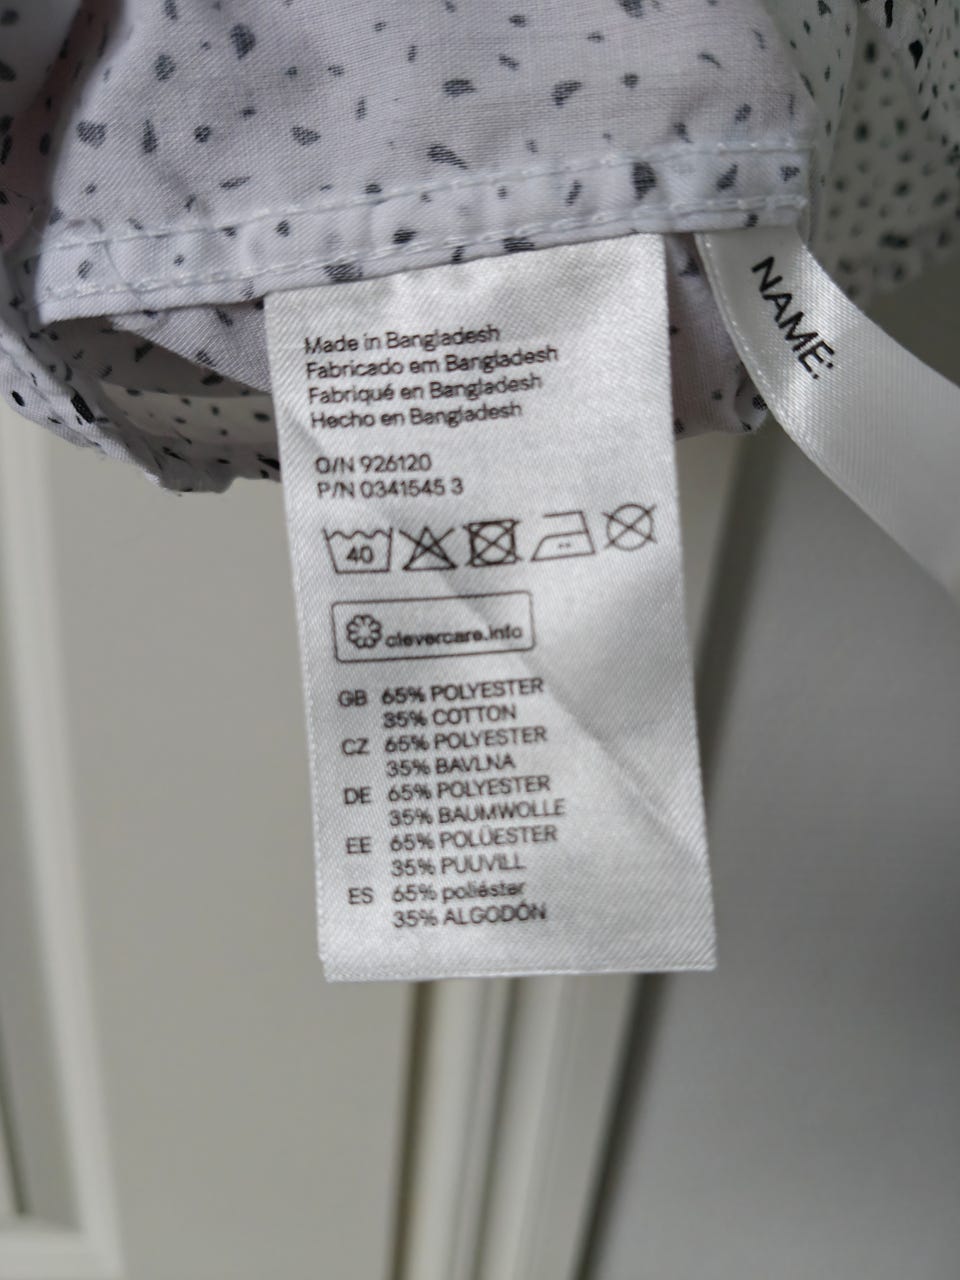 Made in Bangladesh
Fabricado em Bangladesh
Fabriqué en Bangladesh
Hecho en Bangladesh
O/N 926120
P/N 0341545 3
40
clevercare.info
GB 65% POLYESTER
35% COTTON
CZ 65% POLYESTER
35% BAVLNA
DE 65% POLYESTER
35% BAUMWOLLE
EE 65% POLÜESTER
35% PUUVILL
ES 65% poliéster
35% ALGODÓN
NAME: